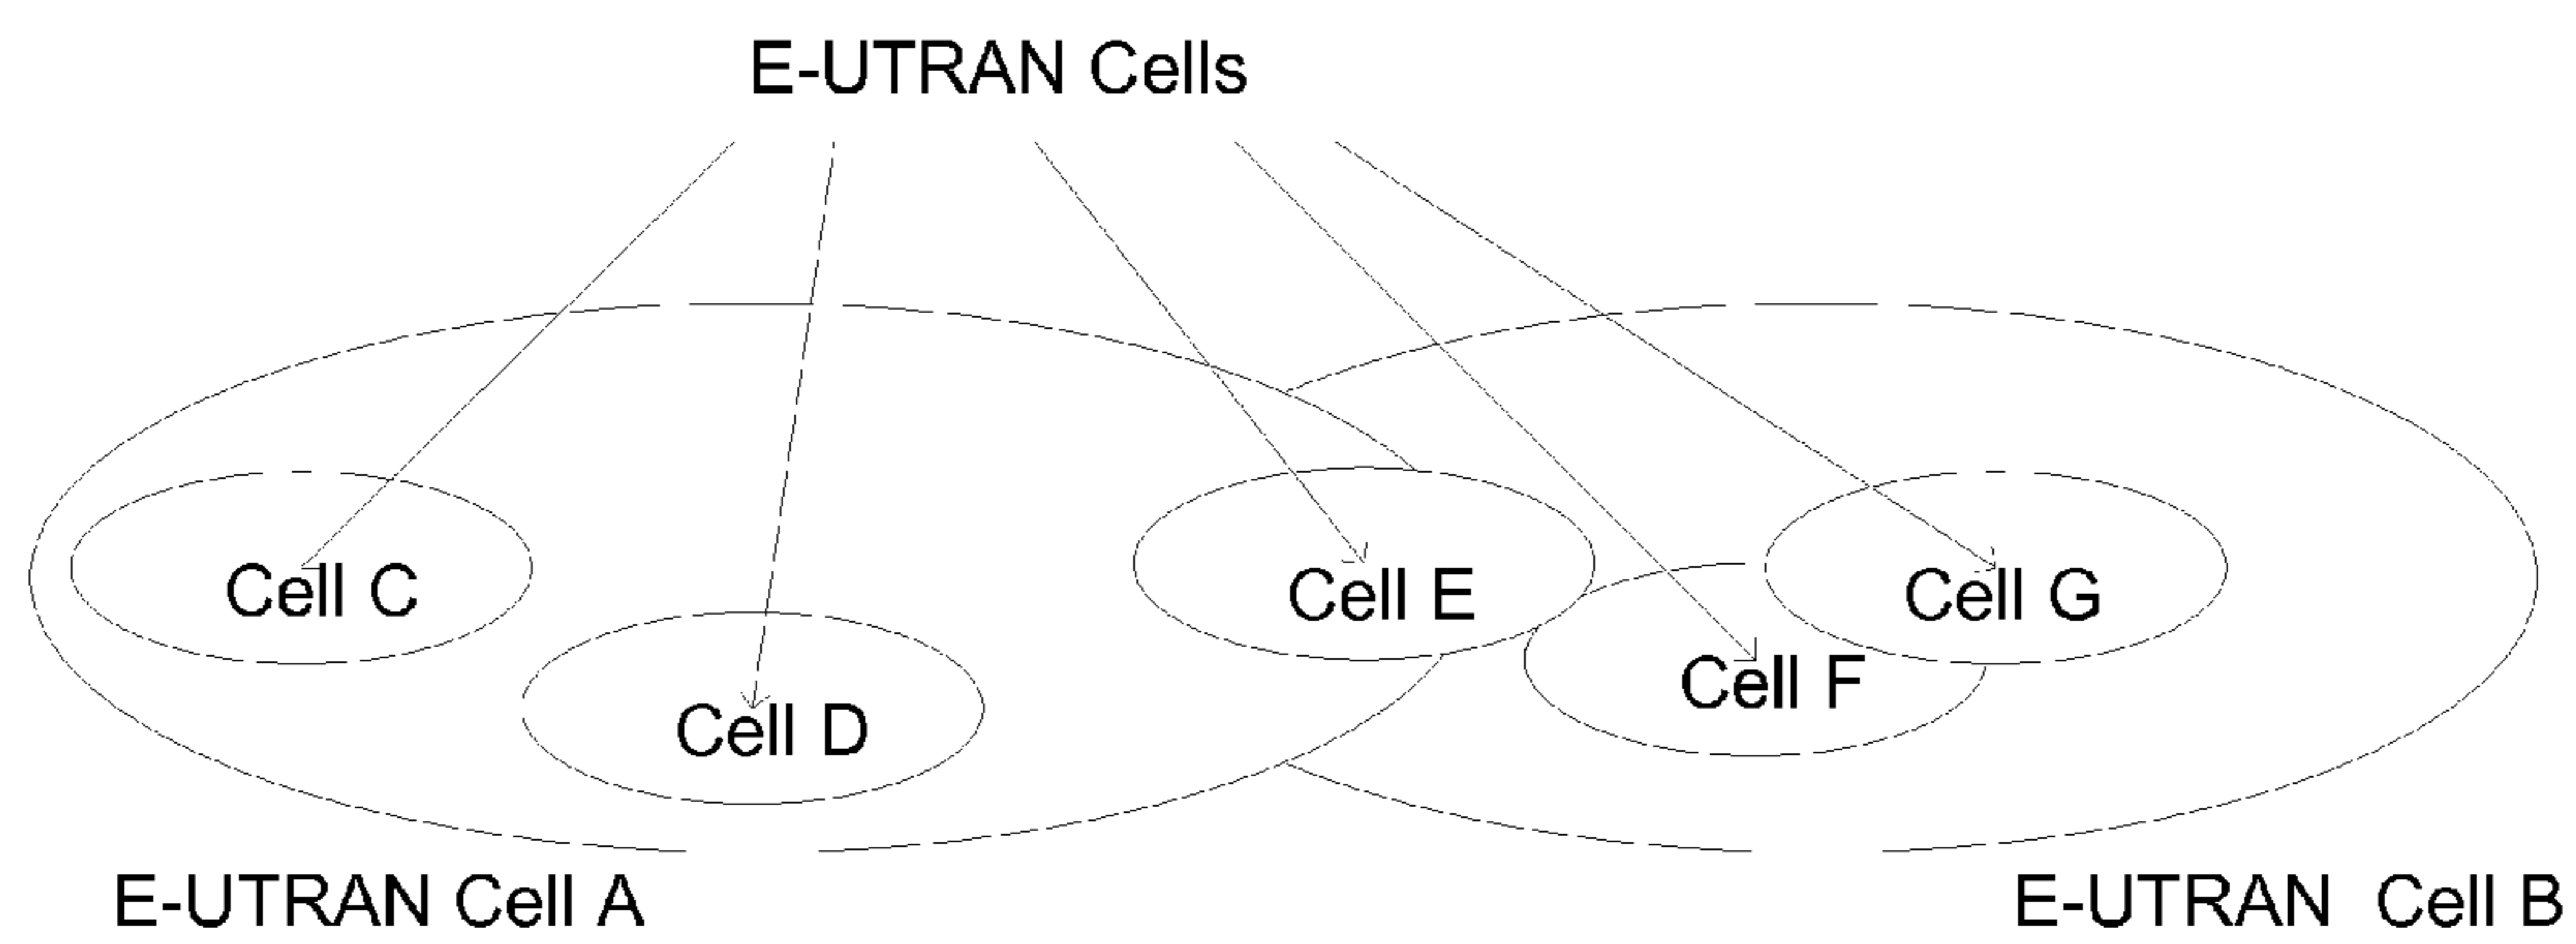 E-UTRAN Cells
Cell C
Cell E
Cell G
Cell F
Cell D
E-UTRAN Cell A
E-UTRAN  Cell B